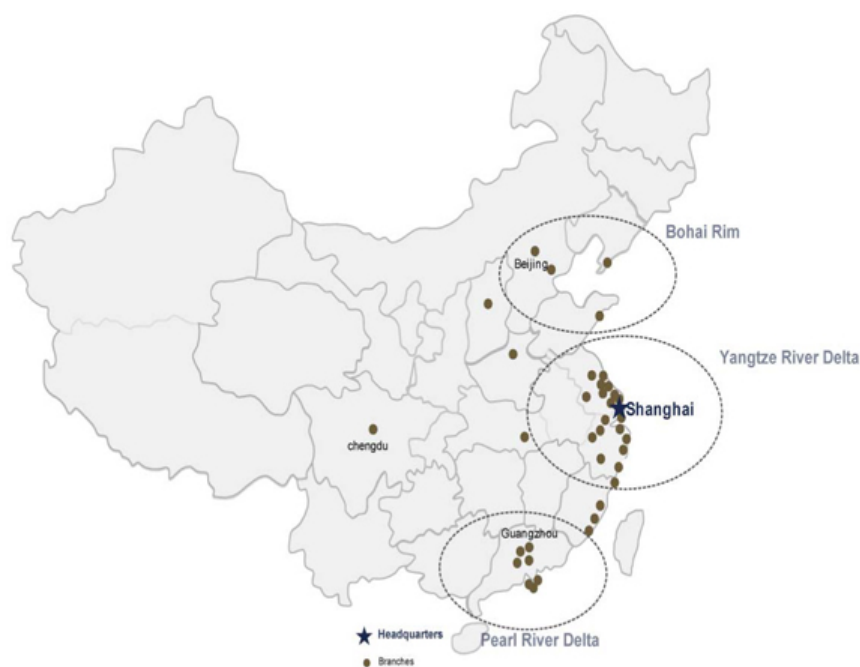 Bohai Rim
Beijing
Yangtze River Delta
Shanghai
chengdu
Guangzhou
Headquarters
Pearl River Delta
Branches